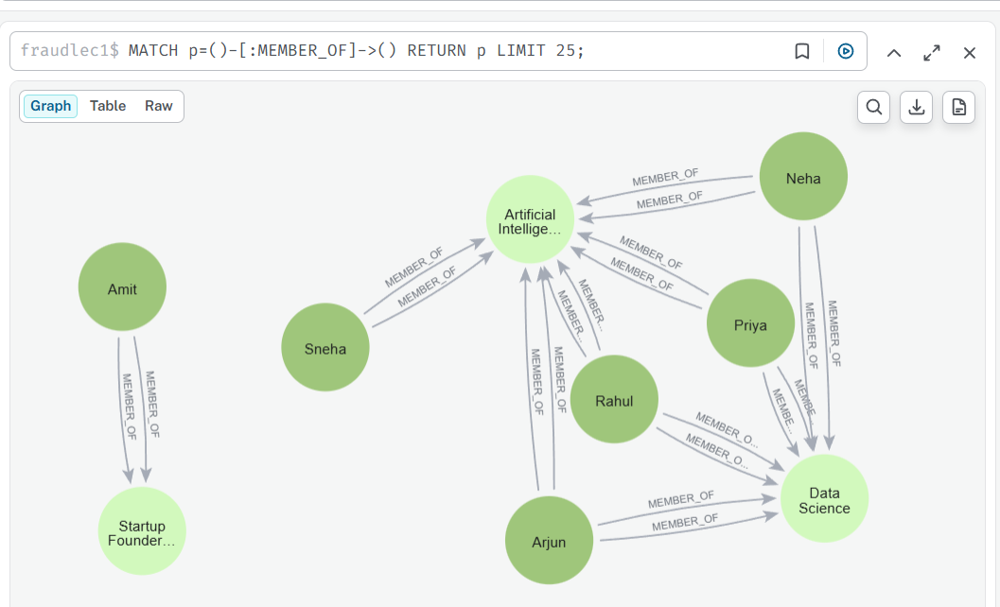 fraudlec1$ MATCH p=()-[:MEMBER_OF]->() RETURN p LIMIT 25;
Graph Table Raw
Neha
MEMBER_OF
MEMBER_OF
Artificial
Intellige...
MEMBER_OF
MEMBER_OF
MEMBER_OF
MEMBER_OF
Amit
Sneha
Priya
MEMBER...
MEMBER...
MEMBER_OF
MEMBER_OF
MEMBER_OF
MEMBER_OF
MEMBER_OF
MEMBER_OF
Rahul
MEMBE...
MEMBE...
MEMBER_O...
MEMBER_O...
Startup
Founder...
Arjun
MEMBER_OF
MEMBER_OF
Data
Science